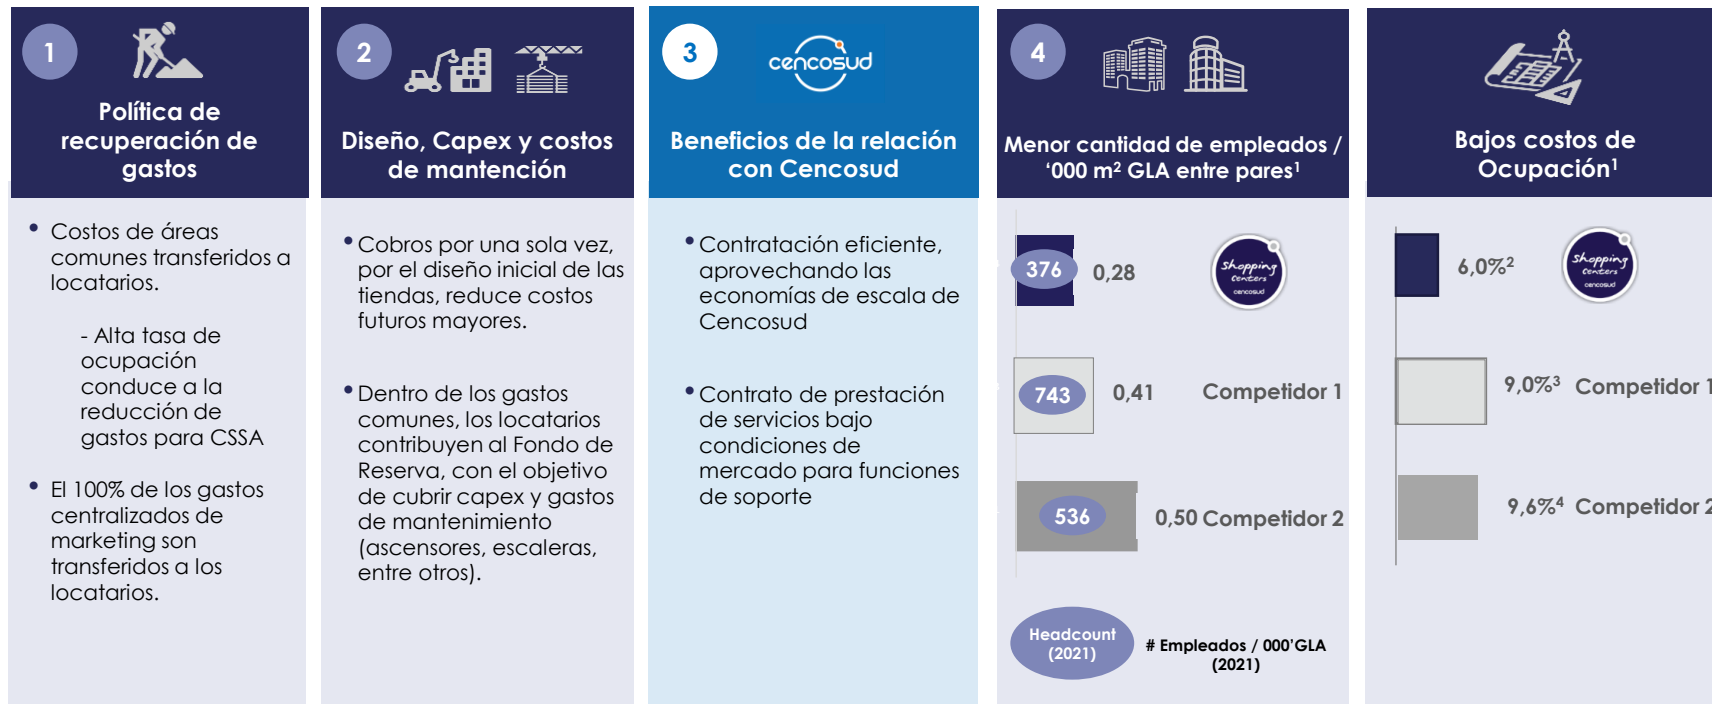 1
Política de
recuperación de
gastos
• Costos de áreas
comunes transferidos a
locatarios.
- Alta tasa de
ocupación
conduce a la
reducción de
gastos para CSSA
• El 100% de los gastos
centralizados de
marketing son
transferidos a los
locatarios.
2
Diseño, Capex y costos
de mantención
• Cobros por una sola vez,
por el diseño inicial de las
tiendas, reduce costos
futuros mayores.
• Dentro de los gastos
comunes, los locatarios
contribuyen al Fondo de
Reserva, con el objetivo
de cubrir capex y gastos
de mantenimiento
(ascensores, escaleras,
entre otros).
3
cencosud
Beneficios de la relación
con Cencosud
• Contratación eficiente,
aprovechando las
economías de escala de
Cencosud
• Contrato de prestación
de servicios bajo
condiciones de
mercado para funciones
de soporte
4
Menor cantidad de empleados /
‘000 m² GLA entre pares¹
376 0,28
Shopping
Centers
cencosud
743 0,41 Competidor 1
536 0,50 Competidor 2
Headcount
(2021)
# Empleados / 000’GLA
(2021)
Bajos costos de
Ocupación¹
6,0%²
Shopping
Centers
cencosud
9,0%³ Competidor 1
9,6%⁴ Competidor 2